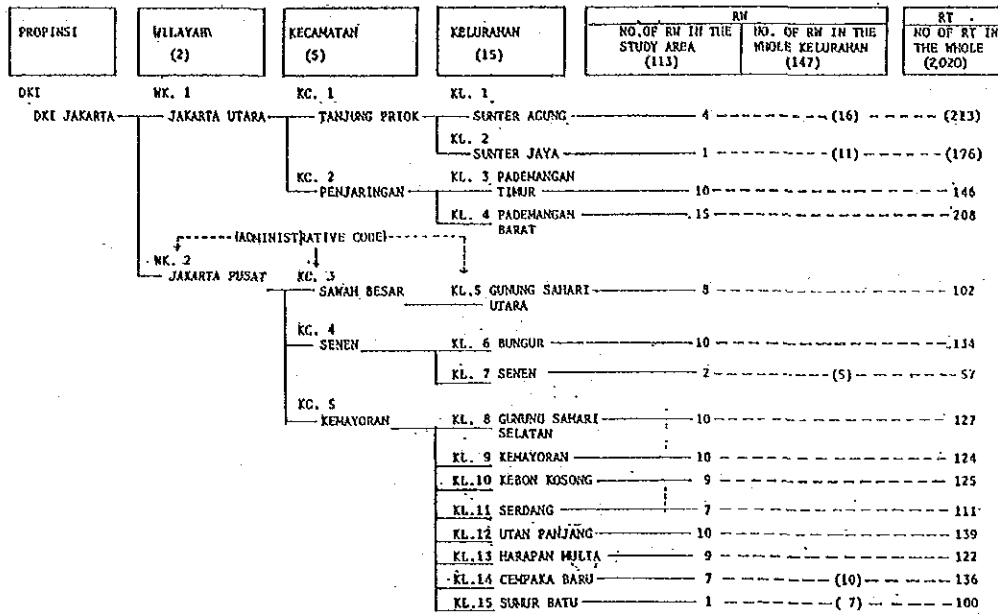 PROPINSI
WILAYAH
(2)
KECAMATAN
(5)
KELURAHAN
(15)
RW
NO.OF RW IN THE STUDY AREA
(113)
NO. OF RW IN THE WHOLE KELURAHAN
(147)
RT
NO OF RT IN THE WHOLE
(2,020)
DKI WK. 1 KC. 1 KL. 1
DKI JAKARTA JAKARTA UTARA TANJUNG PRIOK SUNTER AGUNG 4 (16) (213)
KL. 2
SUNTER JAYA 1 (11) (176)
KC. 2 KL. 3 PADEMANGAN
PENJARINGAN TIMUR 10 146
KL. 4 PADEMANGAN 15 208
BARAT
(ADMINISTRATIVE CODE)
WK. 2 KC. 3
JAKARTA PUSAT SAWAH BESAR KL.5 GUNUNG SAHARI 8 102
UTARA
KC. 4
SENEN KL. 6 BUNGUR 10 134
KL. 7 SENEN 2 (5) 57
KC. 5
KEMAYORAN KL. 8 GUNUNG SAHARI 10 127
SELATAN
KL. 9 KEMAYORAN 10 124
KL.10 KEBON KOSONG 9 125
KL.11 SERDANG 7 111
KL.12 UTAN PANJANG 10 139
KL.13 HARAPAN MULIA 9 122
KL.14 CEMPAKA BARU 7 (10) 136
KL.15 SUMUR BATU 1 ( 7) 100